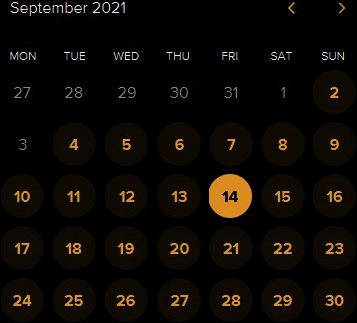 September 2021
MON TUE WED THU FRI SAT SUN
27 28 29 30 31 1 2
3 4 5 6 7 8 9
10 11 12 13 14 15 16
17 18 19 20 21 22 23
24 25 26 27 28 29 30